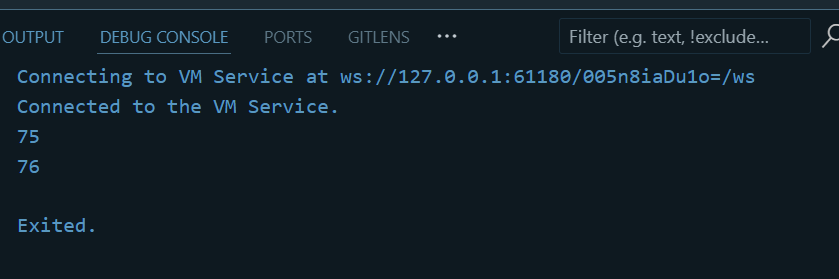 OUTPUT DEBUG CONSOLE PORTS GITLENS ··· Filter (e.g. text, !exclude...
Connecting to VM Service at ws://127.0.0.1:61180/005n8iaDu1o=/ws
Connected to the VM Service.
75
76
Exited.